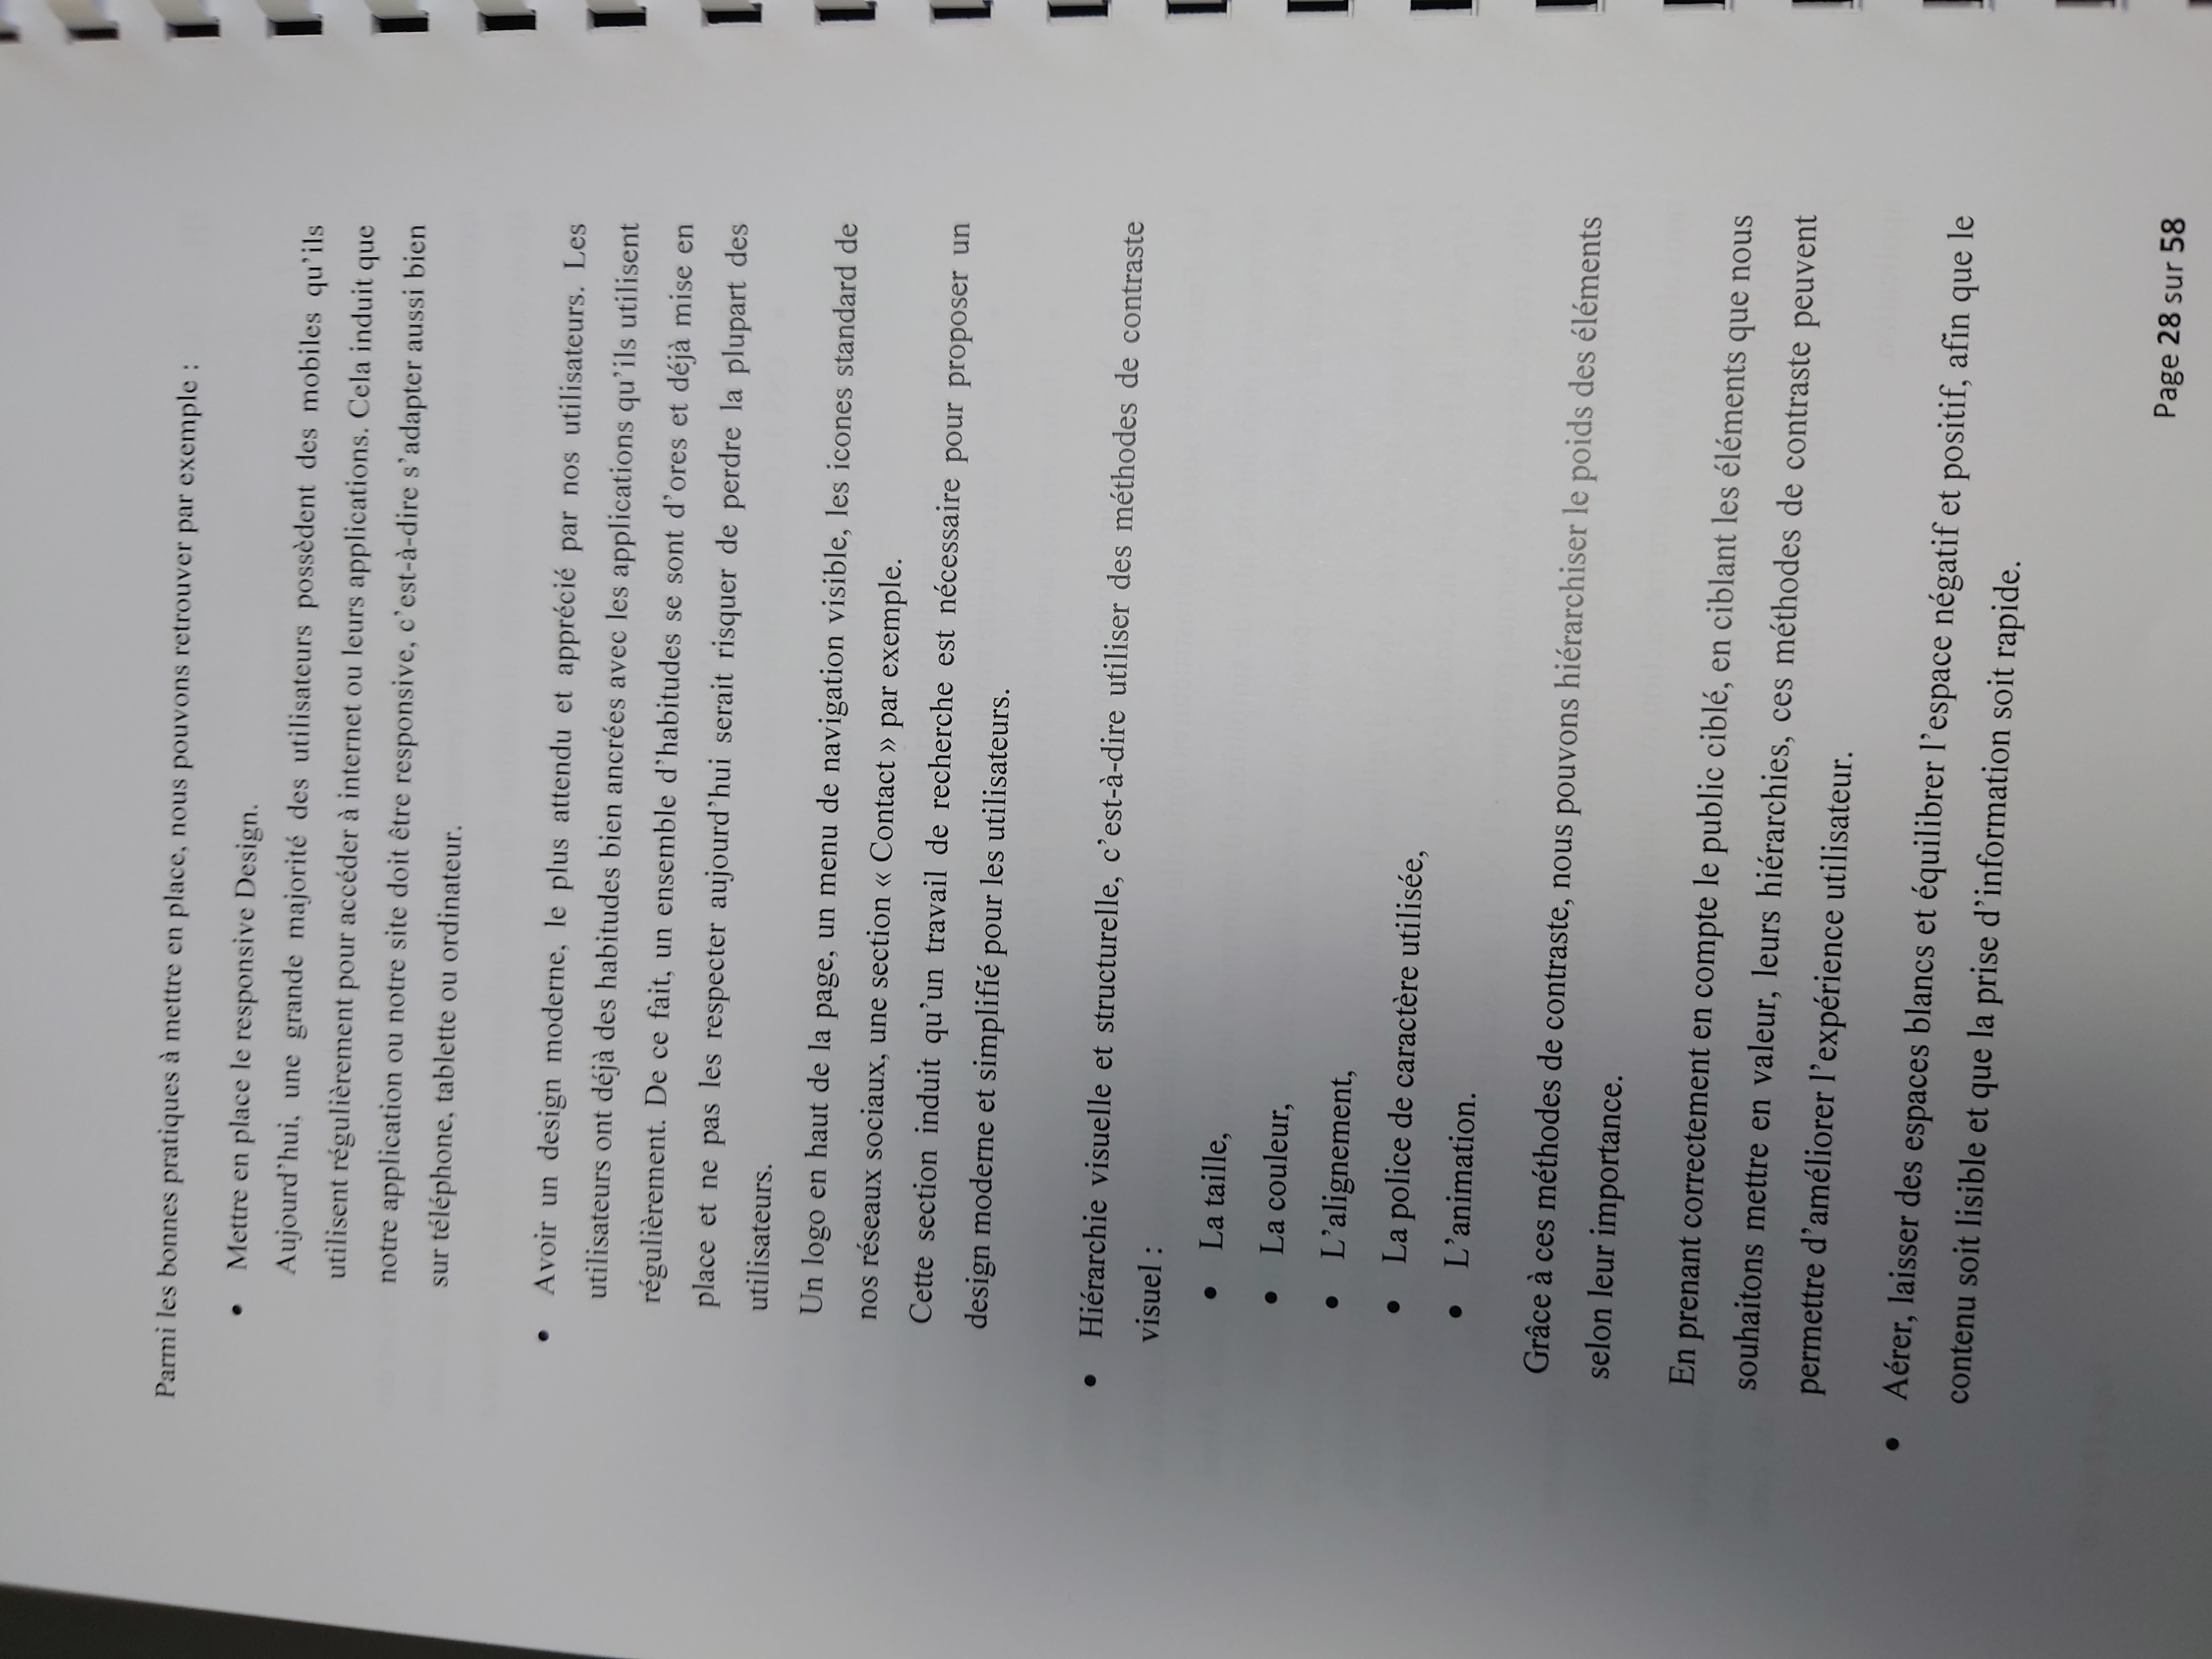 Parmi les bonnes pratiques à mettre en place, nous pouvons retrouver par exemple :
• Mettre en place le responsive Design.
Aujourd'hui, une grande majorité des utilisateurs possèdent des mobiles qu'ils
utilisent régulièrement pour accéder à internet ou leurs applications. Cela induit que
notre application ou notre site doit être responsive, c'est-à-dire s'adapter aussi bien
sur téléphone, tablette ou ordinateur.
• Avoir un design moderne, le plus attendu et apprécié par nos utilisateurs. Les
utilisateurs ont déjà des habitudes bien ancrées avec les applications qu'ils utilisent
régulièrement. De ce fait, un ensemble d'habitudes se sont d'ores et déjà mise en
place et ne pas les respecter aujourd'hui serait risquer de perdre la plupart des
utilisateurs.
Un logo en haut de la page, un menu de navigation visible, les icones standard de
nos réseaux sociaux, une section « Contact » par exemple.
Cette section induit qu'un travail de recherche est nécessaire pour proposer un
design moderne et simplifié pour les utilisateurs.
• Hiérarchie visuelle et structurelle, c'est-à-dire utiliser des méthodes de contraste
visuel :
• La taille,
• La couleur,
• L'alignement,
• La police de caractère utilisée,
• L'animation.
Grâce à ces méthodes de contraste, nous pouvons hiérarchiser le poids des éléments
selon leur importance.
En prenant correctement en compte le public ciblé, en ciblant les éléments que nous
souhaitons mettre en valeur, leurs hiérarchies, ces méthodes de contraste peuvent
permettre d'améliorer l'expérience utilisateur.
• Aérer, laisser des espaces blancs et équilibrer l'espace négatif et positif, afin que le
contenu soit lisible et que la prise d'information soit rapide.
Page 28 sur 58